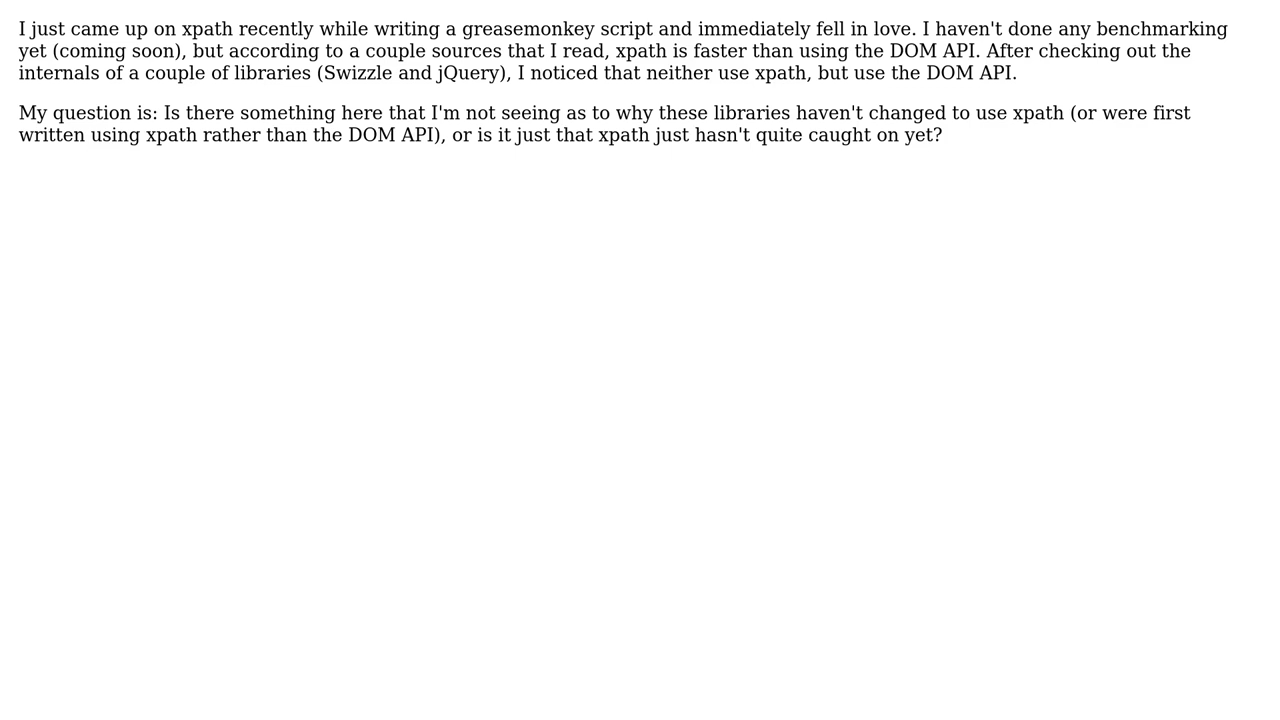 I just came up on xpath recently while writing a greasemonkey script and immediately fell in love. I haven't done any benchmarking
yet (coming soon), but according to a couple sources that I read, xpath is faster than using the DOM API. After checking out the
internals of a couple of libraries (Swizzle and jQuery), I noticed that neither use xpath, but use the DOM API.
My question is: Is there something here that I'm not seeing as to why these libraries haven't changed to use xpath (or were first
written using xpath rather than the DOM API), or is it just that xpath just hasn't quite caught on yet?